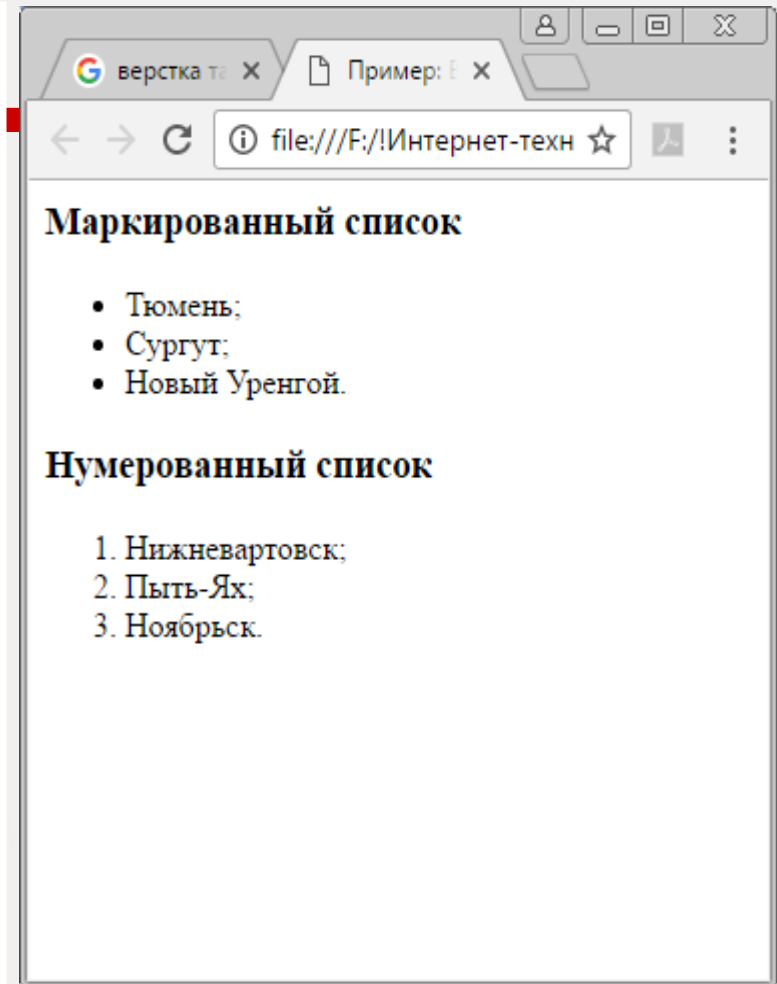 верстка
Пример:
file:///F:/!Интернет-техн
Маркированный список
• Тюмень;
• Сургут;
• Новый Уренгой.
Нумерованный список
1. Нижневартовск;
2. Пыть-Ях;
3. Ноябрьск.